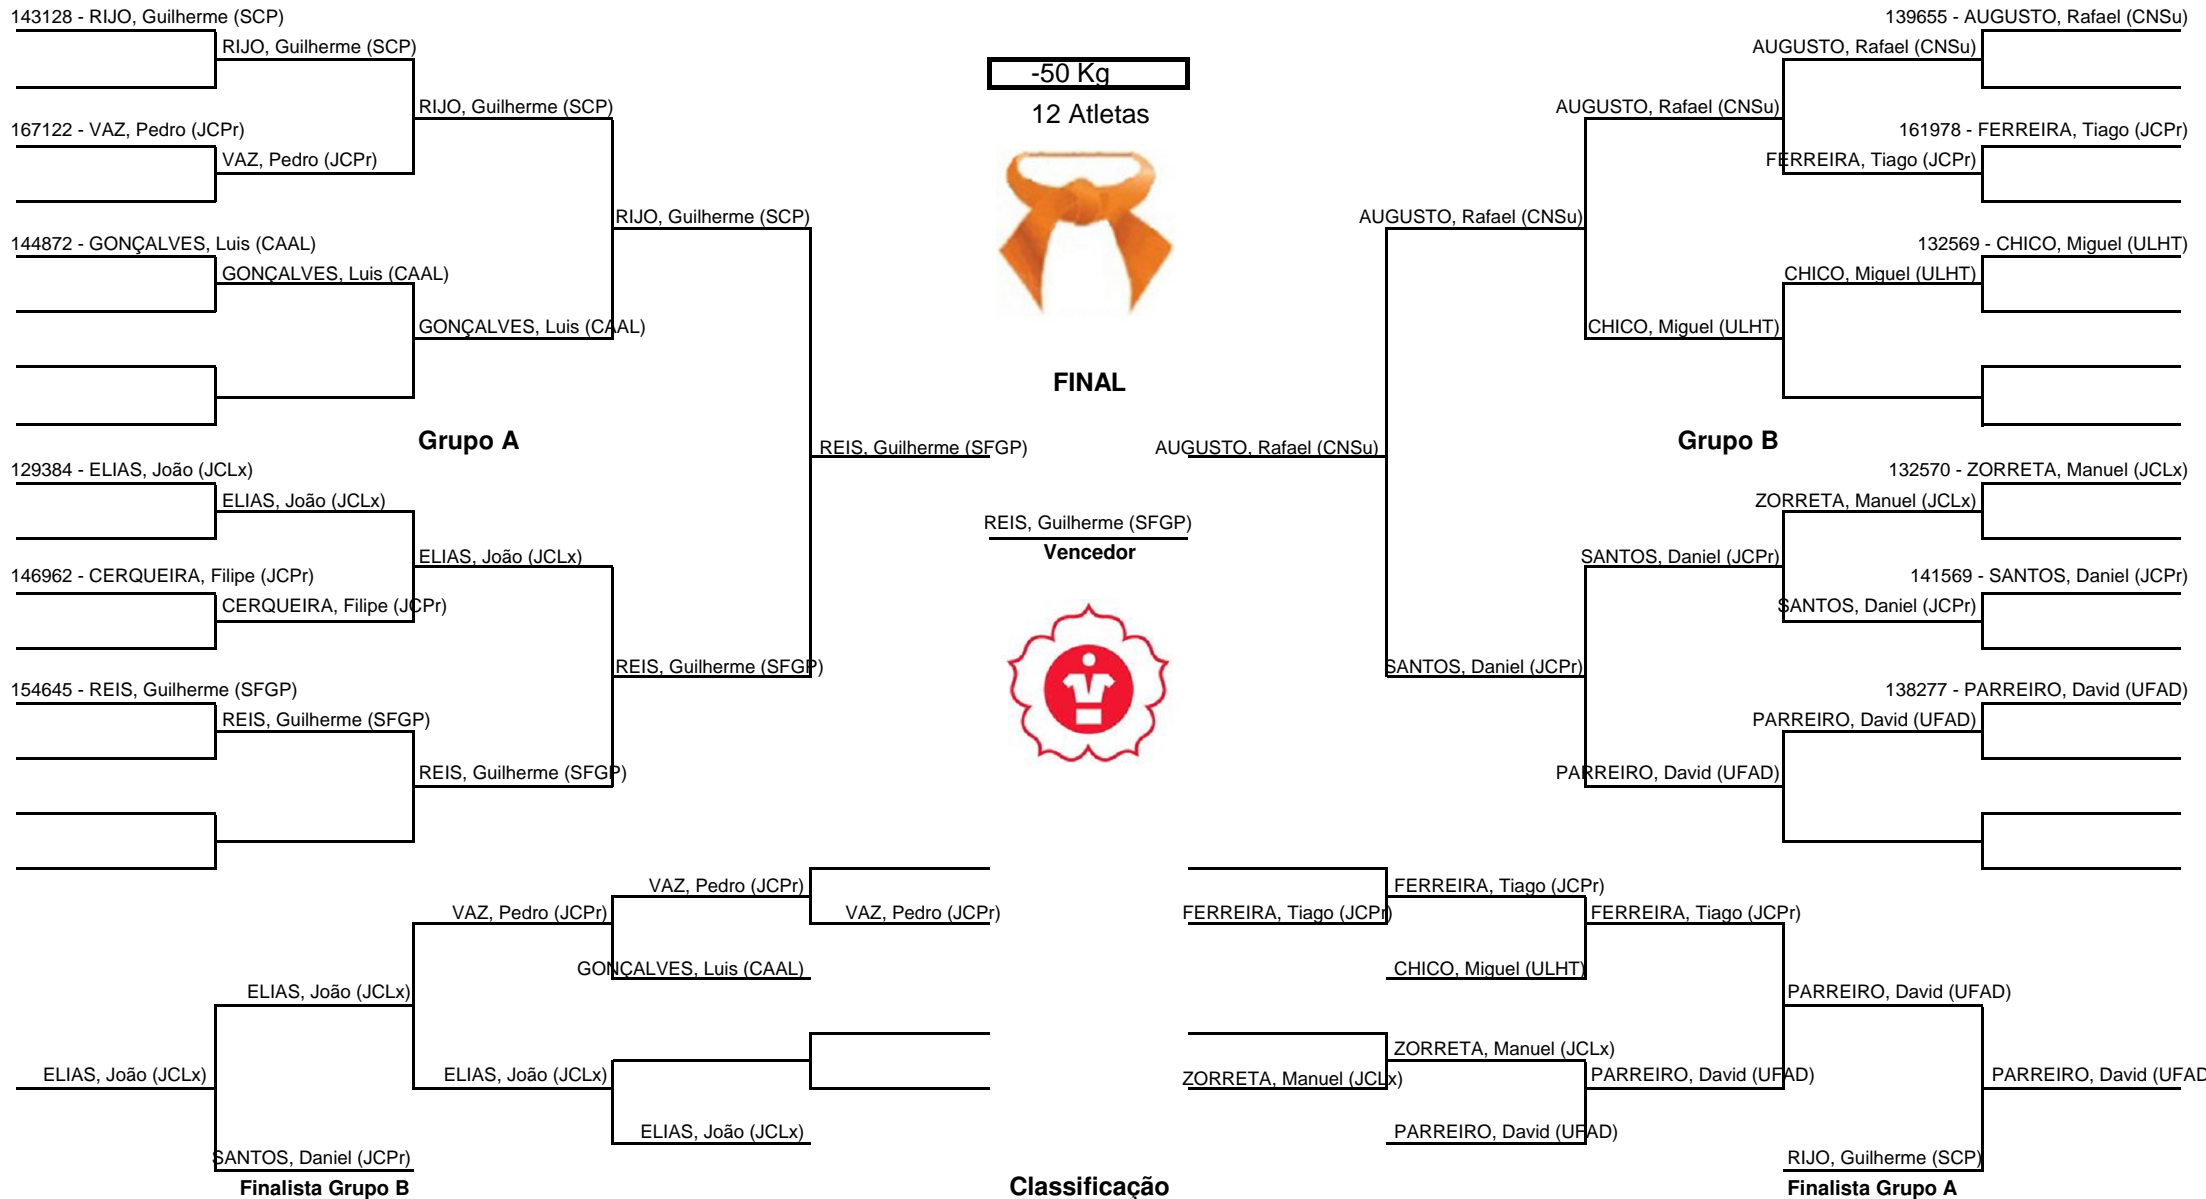 143128 - RIJO, Guilherme (SCP)
RIJO, Guilherme (SCP)
RIJO, Guilherme (SCP)
167122 - VAZ, Pedro (JCPr)
VAZ, Pedro (JCPr)
RIJO, Guilherme (SCP)
144872 - GONÇALVES, Luis (CAAL)
GONÇALVES, Luis (CAAL)
GONÇALVES, Luis (CAAL)
Grupo A
REIS, Guilherme (SFGP)
129384 - ELIAS, João (JCLx)
ELIAS, João (JCLx)
ELIAS, João (JCLx)
146962 - CERQUEIRA, Filipe (JCPr)
CERQUEIRA, Filipe (JCPr)
REIS, Guilherme (SFGP)
154645 - REIS, Guilherme (SFGP)
REIS, Guilherme (SFGP)
REIS, Guilherme (SFGP)
-50 Kg
12 Atletas
FINAL
REIS, Guilherme (SFGP)
Vencedor
139655 - AUGUSTO, Rafael (CNSu)
AUGUSTO, Rafael (CNSu)
AUGUSTO, Rafael (CNSu)
161978 - FERREIRA, Tiago (JCPr)
FERREIRA, Tiago (JCPr)
AUGUSTO, Rafael (CNSu)
132569 - CHICO, Miguel (ULHT)
CHICO, Miguel (ULHT)
CHICO, Miguel (ULHT)
Grupo B
AUGUSTO, Rafael (CNSu)
132570 - ZORRETA, Manuel (JCLx)
ZORRETA, Manuel (JCLx)
SANTOS, Daniel (JCPr)
141569 - SANTOS, Daniel (JCPr)
SANTOS, Daniel (JCPr)
SANTOS, Daniel (JCPr)
138277 - PARREIRO, David (UFAD)
PARREIRO, David (UFAD)
PARREIRO, David (UFAD)
VAZ, Pedro (JCPr)
VAZ, Pedro (JCPr)
VAZ, Pedro (JCPr)
GONÇALVES, Luis (CAAL)
ELIAS, João (JCLx)
ELIAS, João (JCLx)
ELIAS, João (JCLx)
ELIAS, João (JCLx)
SANTOS, Daniel (JCPr)
Finalista Grupo B
FERREIRA, Tiago (JCPr)
FERREIRA, Tiago (JCPr)
FERREIRA, Tiago (JCPr)
CHICO, Miguel (ULHT)
PARREIRO, David (UFAD)
ZORRETA, Manuel (JCLx)
ZORRETA, Manuel (JCLx)
PARREIRO, David (UFAD)
PARREIRO, David (UFAD
PARREIRO, David (UFAD)
RIJO, Guilherme (SCP)
Finalista Grupo A
Classificação